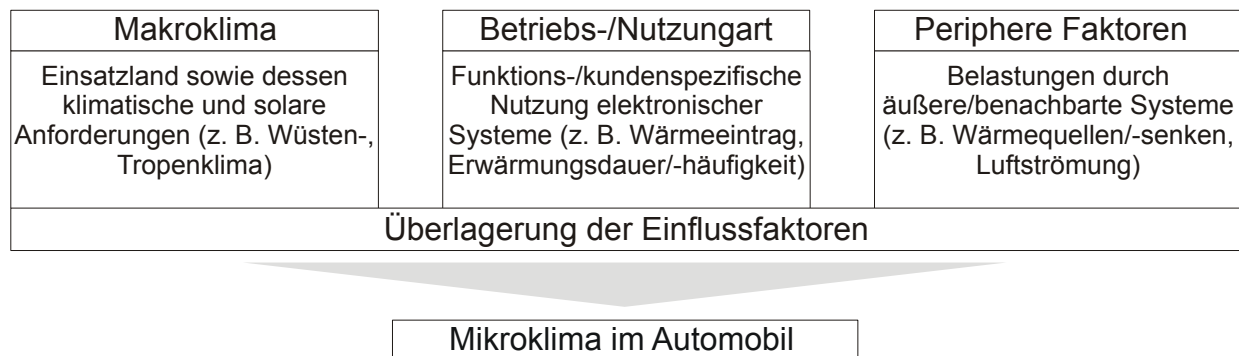 Makroklima
Einsatzland sowie dessen
klimatische und solare
Anforderungen (z. B. Wüsten-,
Tropenklima)
Betriebs-/Nutzungart
Funktions-/kundenspezifische
Nutzung elektronischer
Systeme (z. B. Wärmeeintrag,
Erwärmungsdauer/-häufigkeit)
Periphere Faktoren
Belastungen durch
äußere/benachbarte Systeme
(z. B. Wärmequellen/-senken,
Luftströmung)
Überlagerung der Einflussfaktoren
Mikroklima im Automobil